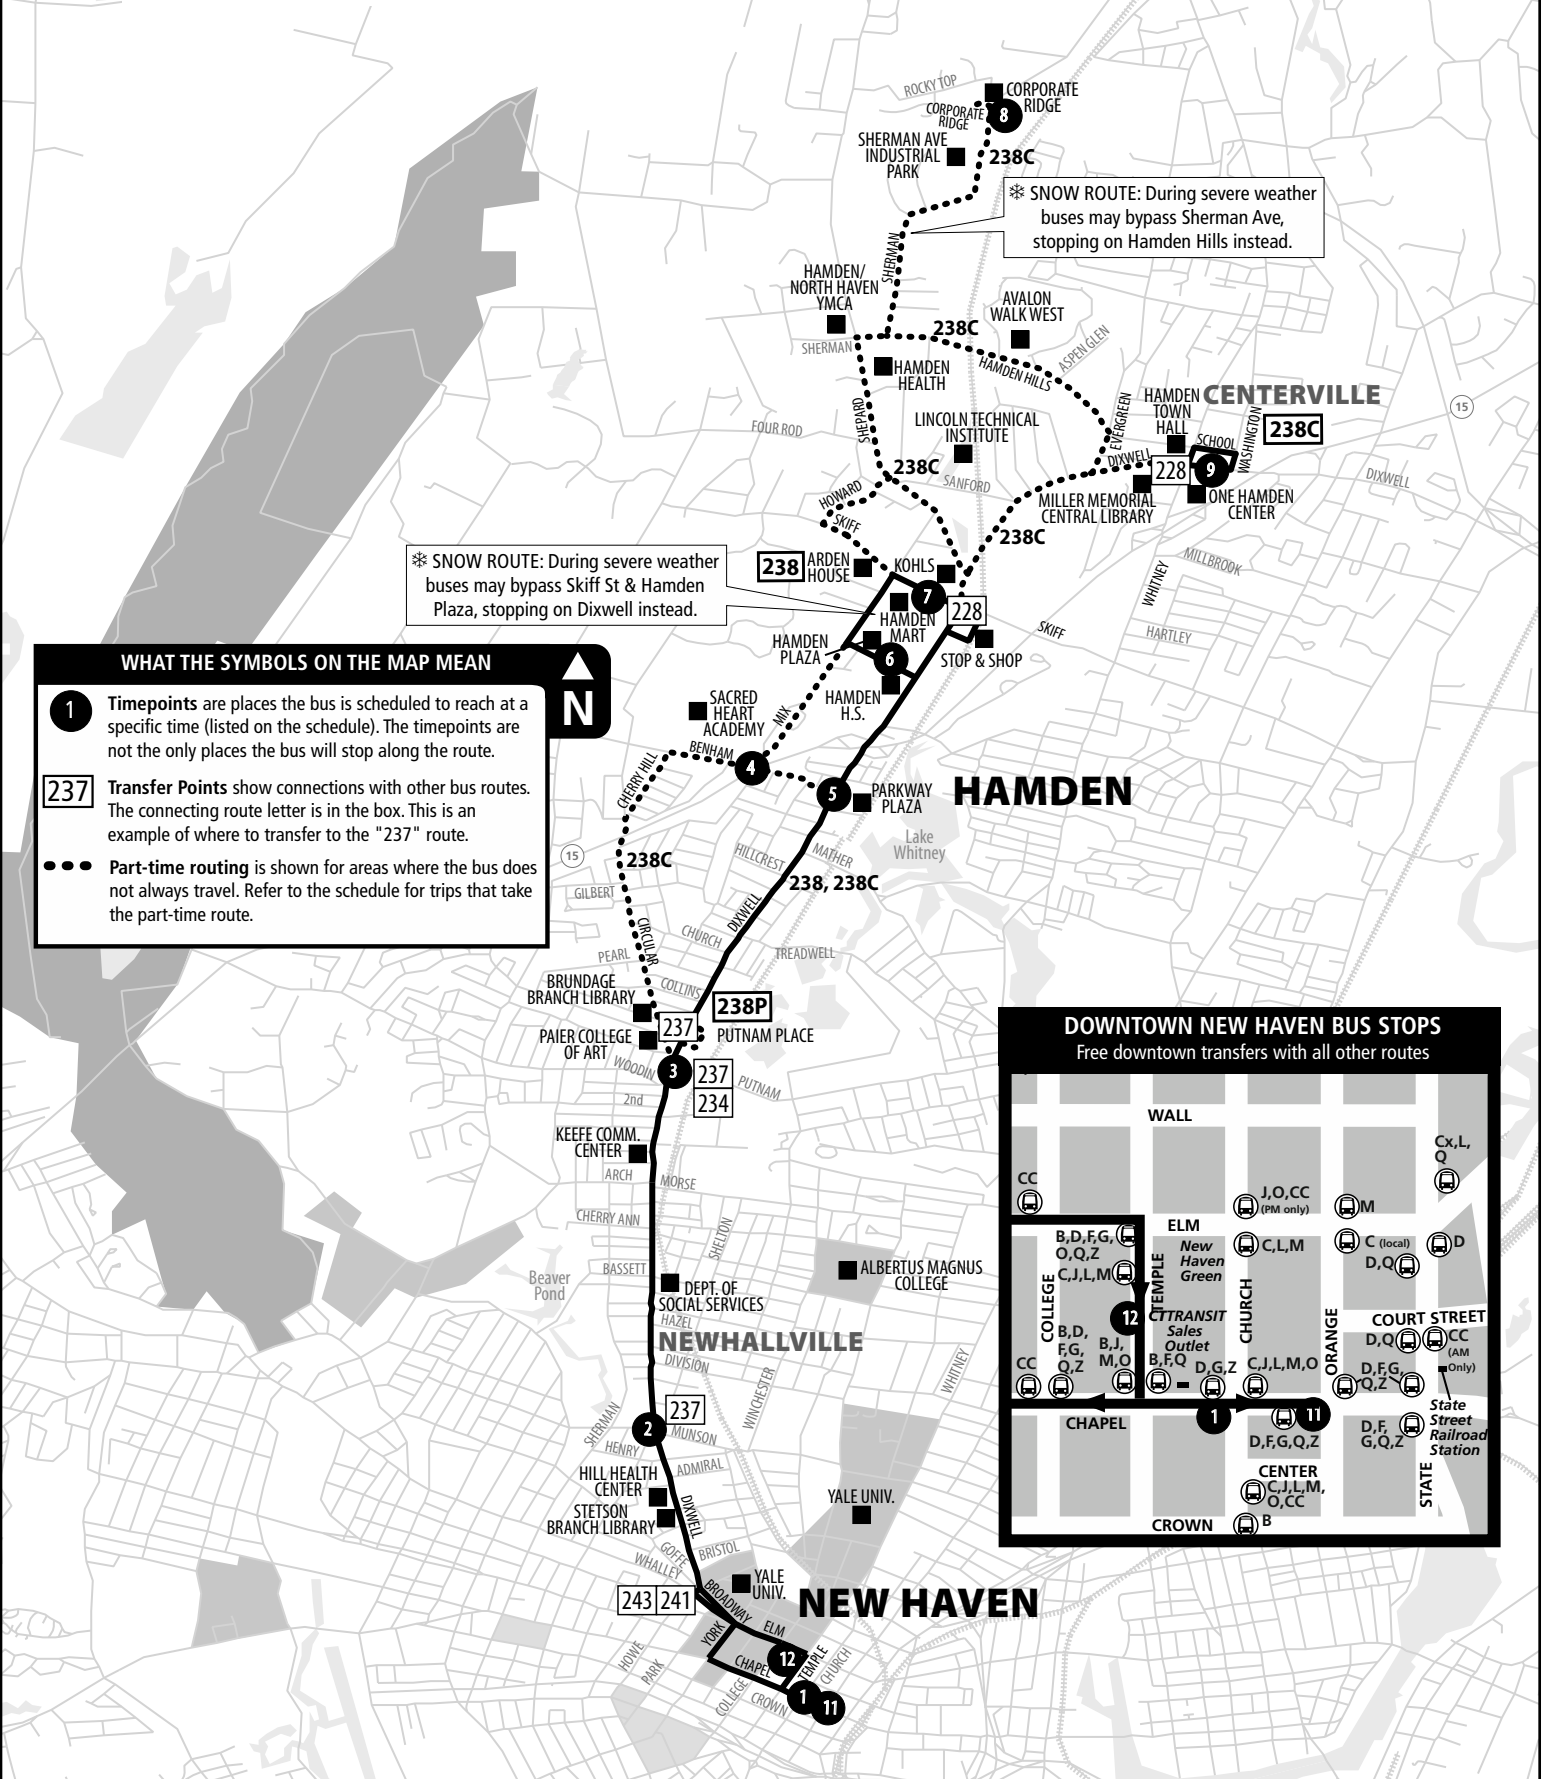 ROCKY TOP
CORPORATE
RIDGE
CORPORATE
RIDGE
8
SHERMAN AVE
INDUSTRIAL
PARK
238C
❄ SNOW ROUTE: During severe weather
buses may bypass Sherman Ave,
stopping on Hamden Hills instead.
SHERMAN
HAMDEN/
NORTH HAVEN
YMCA
AVALON
WALK WEST
238C
SHERMAN
ASPEN GLEN
HAMDEN
HEALTH
HAMDEN HILLS
HAMDEN
TOWN
HALL
CENTERVILLE
15
SHEPARD
EVERGREEN
FOUR ROD
LINCOLN TECHNICAL
INSTITUTE
SCHOOL
WASHINGTON
238C
DIXWELL
228
9
238C
SANFORD
DIXWELL
HOWARD
MILLER MEMORIAL
CENTRAL LIBRARY
ONE HAMDEN
CENTER
SKIFF
238C
❄ SNOW ROUTE: During severe weather
buses may bypass Skiff St & Hamden
Plaza, stopping on Dixwell instead.
238
ARDEN
HOUSE
KOHLS
MILLBROOK
WHITNEY
7
228
HAMDEN
MART
SKIFF
HARTLEY
HAMDEN
PLAZA
6
STOP & SHOP
HAMDEN
H.S.
WHAT THE SYMBOLS ON THE MAP MEAN
N
1
Timepoints are places the bus is scheduled to reach at a
specific time (listed on the schedule). The timepoints are
not the only places the bus will stop along the route.
237
Transfer Points show connections with other bus routes.
The connecting route letter is in the box. This is an
example of where to transfer to the "237" route.
Part-time routing is shown for areas where the bus does
not always travel. Refer to the schedule for trips that take
the part-time route.
SACRED
HEART
ACADEMY
MIX
BENHAM
4
CHERRY HILL
5
PARKWAY
PLAZA
HAMDEN
Lake
Whitney
15
238C
HILLCREST
MATHER
238, 238C
GILBERT
DIXWELL
CIRCULAR
CHURCH
PEARL
TREADWELL
BRUNDAGE
BRANCH LIBRARY
COLLINS
238P
237
PUTNAM PLACE
PAIER COLLEGE
OF ART
WOODIN
3
237
234
PUTNAM
2nd
KEEFE COMM.
CENTER
ARCH
MORSE
CHERRY ANN
SHELTON
BASSETT
Beaver
Pond
ALBERTUS MAGNUS
COLLEGE
DEPT. OF
SOCIAL SERVICES
HAZEL
NEWHALLVILLE
DIVISION
WINCHESTER
WHITNEY
SHERMAN
237
2
MUNSON
HENRY
ADMIRAL
HILL HEALTH
CENTER
STETSON
BRANCH LIBRARY
DIXWELL
YALE UNIV.
GOFFE
BRISTOL
WHALLEY
YALE
UNIV.
243
241
BROADWAY
NEW HAVEN
ELM
YORK
HOWE
PARK
CHAPEL
12
TEMPLE
CHURCH
COLLEGE
CROWN
1
11
DOWNTOWN NEW HAVEN BUS STOPS
Free downtown transfers with all other routes
WALL
Cx,L,
Q
CC
J,O,CC
(PM only)
M
ELM
B,D,F,G,
O,Q,Z
New
Haven
Green
C,L,M
C (local)
D
D,Q
C,J,L,M
COLLEGE
TEMPLE
CHURCH
ORANGE
12
CTTRANSIT
Sales
Outlet
COURT STREET
B,D,
F,G,
Q,Z
B,J,
M,O
D,Q
CC
(AM
Only)
CC
B,F,Q
D,G,Z
C,J,L,M,O
D,F,G,
Q,Z
State
Street
Railroad
Station
CHAPEL
1
11
D,F,G,Q,Z
D,F,
G,Q,Z
CENTER
C,J,L,M,
O,CC
STATE
CROWN
B